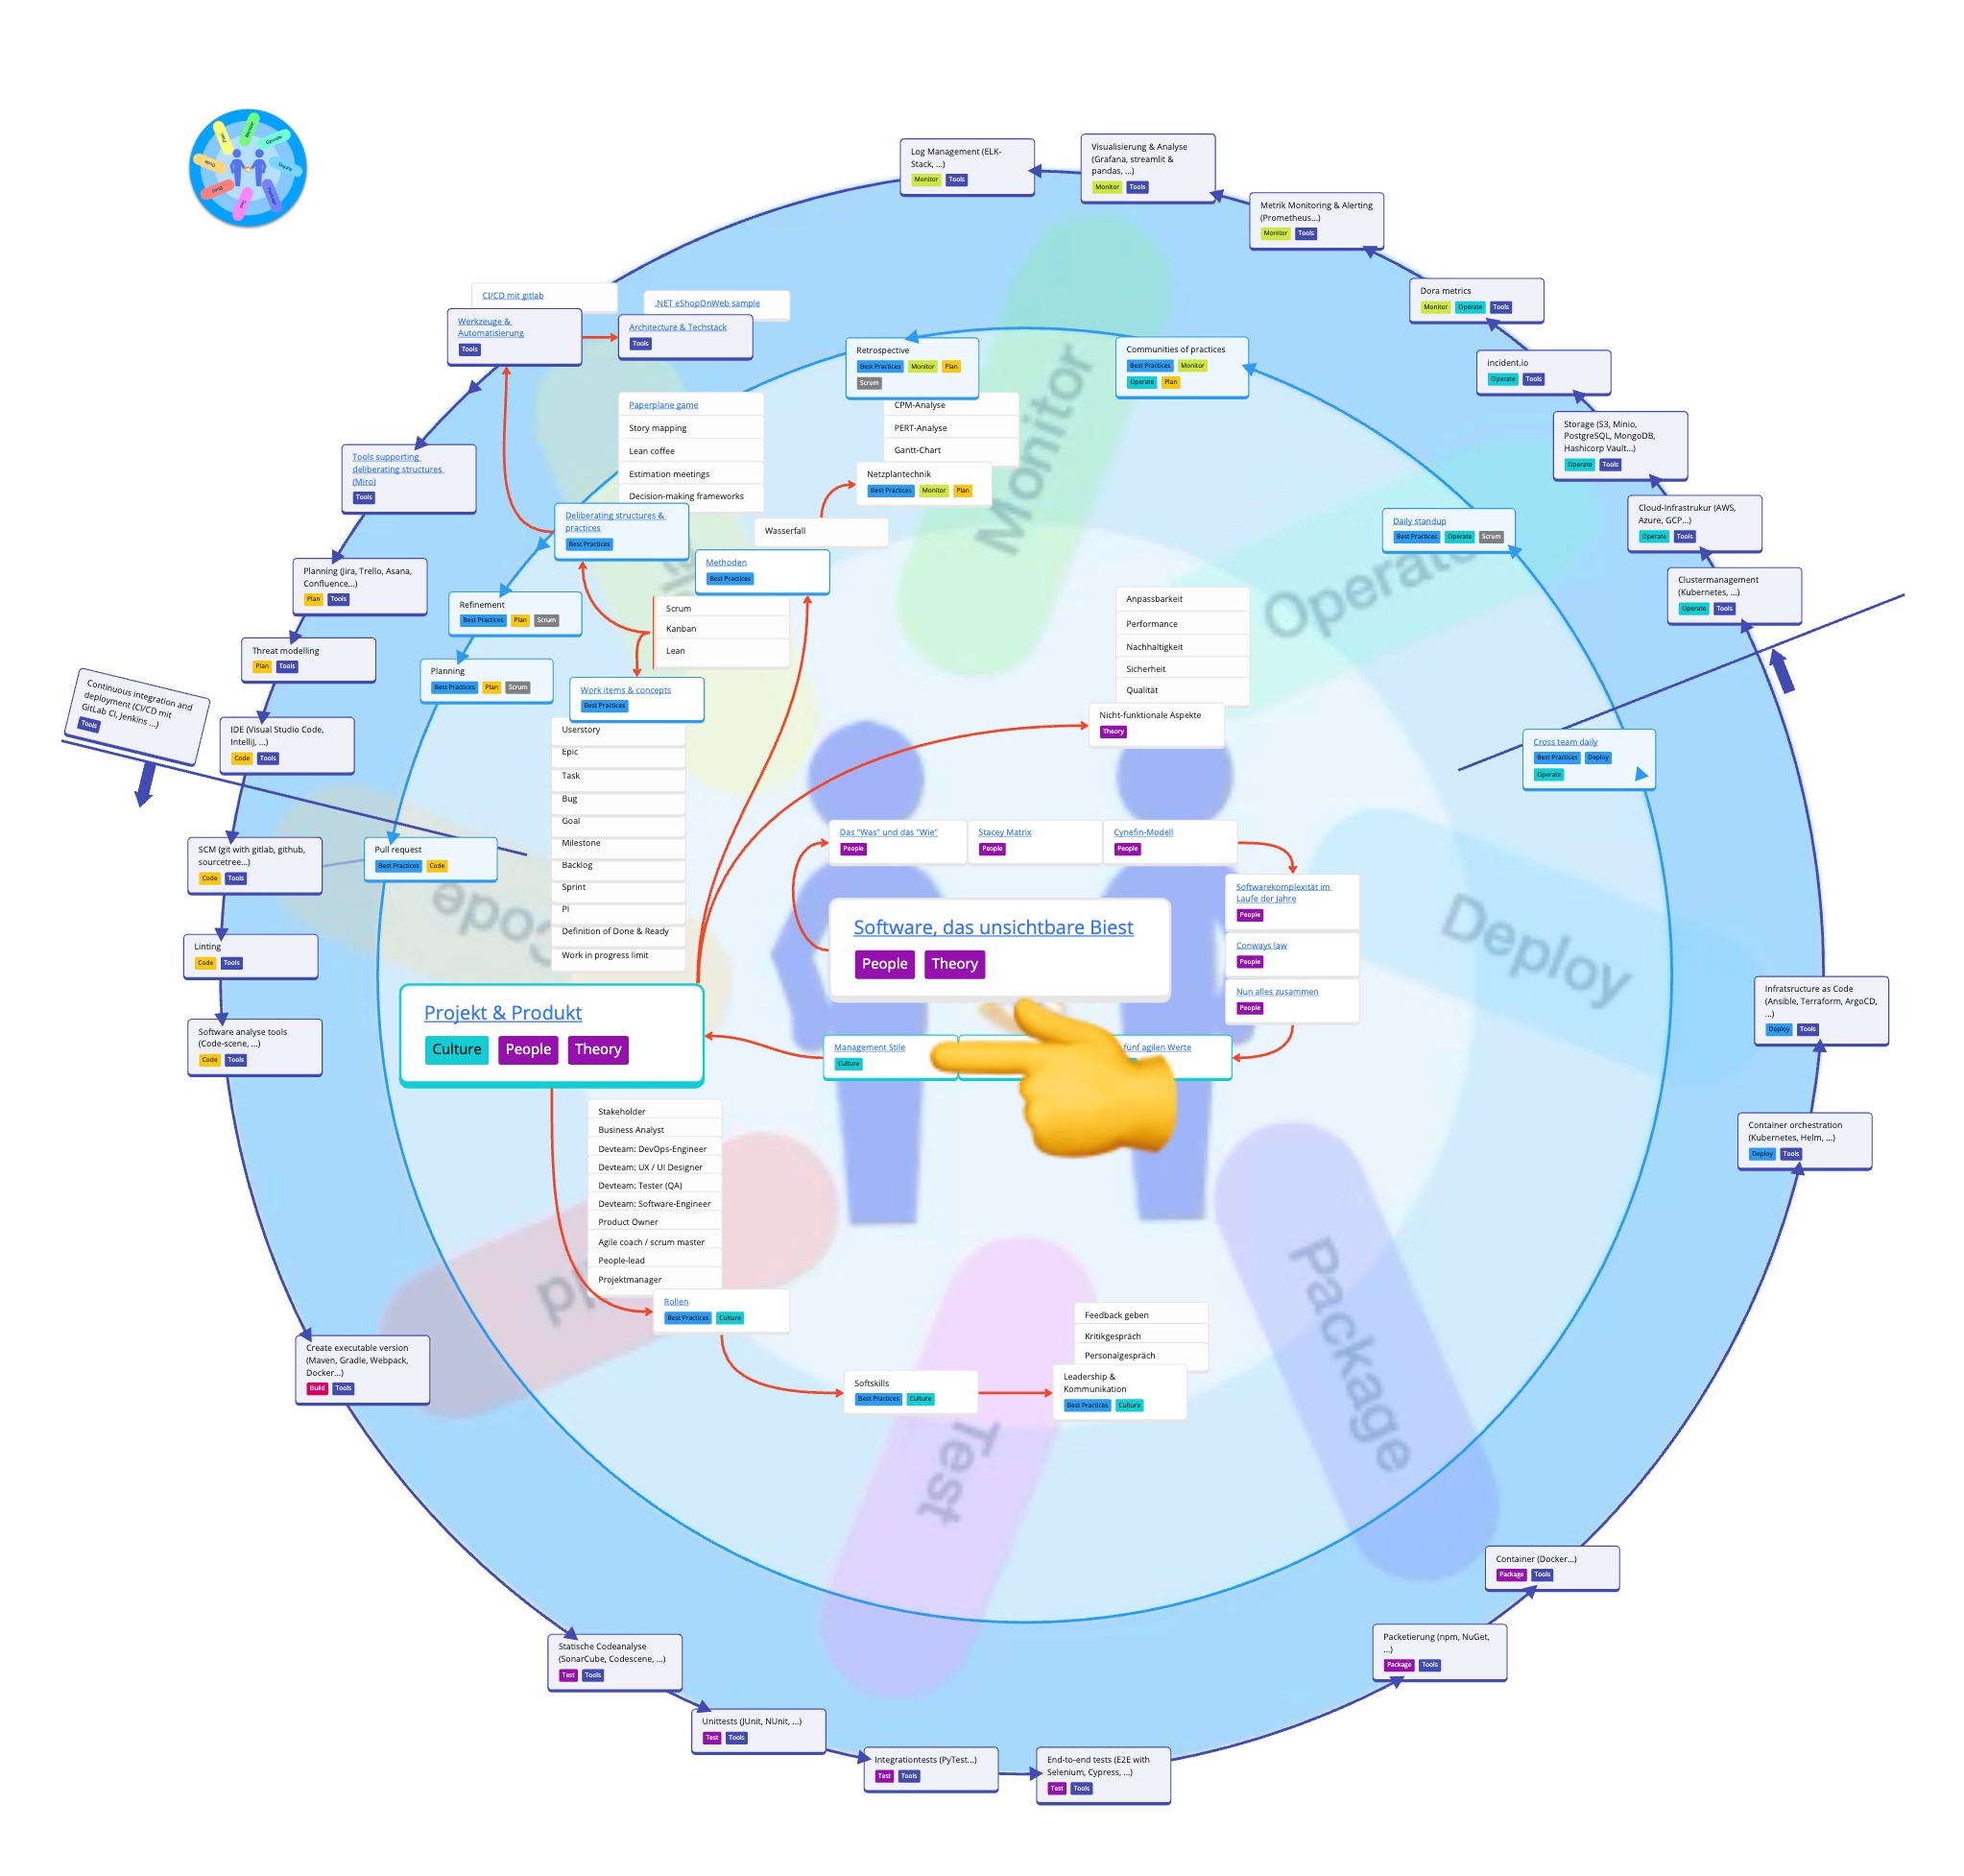 Log Management (ELK-
Stack, ...)
Monitor Tools
Visualisierung & Analyse
(Grafana, streamlit &
pandas, ...)
Monitor Tools
Metrik Monitoring & Alerting
(Prometheus...)
Monitor Tools
Dora metrics
Monitor Operate Tools
incident.io
Operate Tools
Storage (S3, Minio,
PostgreSQL, MongoDB,
Hashicorp Vault...)
Operate Tools
Cloud-Infrastrukur (AWS,
Azure, GCP...)
Operate Tools
Clustermanagement
(Kubernetes, ...)
Operate Tools
CI/CD mit gitlab
Werkzeuge &
Automatisierung
Tools
.NET eShopOnWeb sample
Architecture & Techstack
Tools
Retrospective
Best Practices Monitor Plan
Scrum
Communities of practices
Best Practices Monitor
Operate Plan
Paperplane game
Story mapping
Lean coffee
Estimation meetings
Decision-making frameworks
Deliberating structures &
practices
Best Practices
CPM-Analyse
PERT-Analyse
Gantt-Chart
Netzplantechnik
Best Practices Monitor Plan
Wasserfall
Methoden
Best Practices
Daily standup
Best Practices Operate Scrum
Monitor
Operate
Tools supporting
deliberating structures
(Miro)
Tools
Planning (Jira, Trello, Asana,
Confluence...)
Plan Tools
Threat modelling
Plan Tools
Refinement
Best Practices Plan Scrum
Planning
Best Practices Plan Scrum
Scrum
Kanban
Lean
Work items & concepts
Best Practices
Userstory
Epic
Task
Bug
Goal
Milestone
Backlog
Sprint
PI
Definition of Done & Ready
Work in progress limit
Anpassbarkeit
Performance
Nachhaltigkeit
Sicherheit
Qualität
Nicht-funktionale Aspekte
Theory
Continuous integration and
deployment (CI/CD mit
GitLab CI, Jenkins ...)
Tools
IDE (Visual Studio Code,
IntelliJ, ...)
Code Tools
Cross team daily
Best Practices Deploy
Operate
SCM (git with gitlab, github,
sourcetree...)
Code Tools
Pull request
Best Practices Code
Code
Deploy
Linting
Code Tools
Software analyse tools
(Code-scene, ...)
Code Tools
Das "Was" und das "Wie"
People
Stacey Matrix
People
Cynefin-Modell
People
Softwarekomplexität im
Laufe der Jahre
People
Conways law
People
Nun alles zusammen
People
Software, das unsichtbare Biest
People Theory
Projekt & Produkt
Culture People Theory
Management Stile
Culture
fünf agilen Werte
Infratsructure as Code
(Ansible, Terraform, ArgoCD,
...)
Deploy Tools
Container orchestration
(Kubernetes, Helm, ...)
Deploy Tools
Stakeholder
Business Analyst
Devteam: DevOps-Engineer
Devteam: UX / UI Designer
Devteam: Tester (QA)
Devteam: Software-Engineer
Product Owner
Agile coach / scrum master
People-lead
Projektmanager
Rollen
Best Practices Culture
Package
Test
Feedback geben
Kritikgespräch
Personalgespräch
Leadership &
Kommunikation
Best Practices Culture
Softskills
Best Practices Culture
Create executable version
(Maven, Gradle, Webpack,
Docker...)
Build Tools
Statische Codeanalyse
(SonarCube, Codescene, ...)
Test Tools
Unittests (JUnit, NUnit, ...)
Test Tools
Integrationtests (PyTest...)
Test Tools
End-to-end tests (E2E with
Selenium, Cypress, ...)
Test Tools
Packetierung (npm, NuGet,
...)
Package Tools
Container (Docker...)
Package Tools